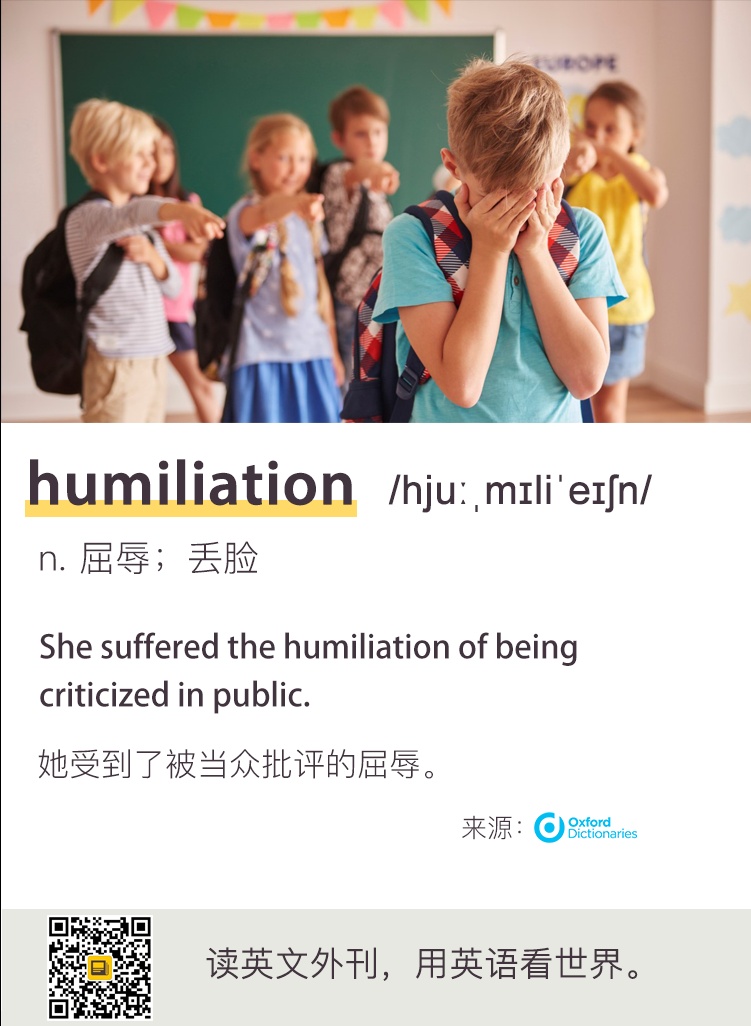 EUROPE
humiliation /hjuːˌmɪliˈeɪʃn/
n. 屈辱；丢脸
She suffered the humiliation of being
criticized in public.
她受到了被当众批评的屈辱。
来源：Oxford
Dictionaries
读英文外刊，用英语看世界。